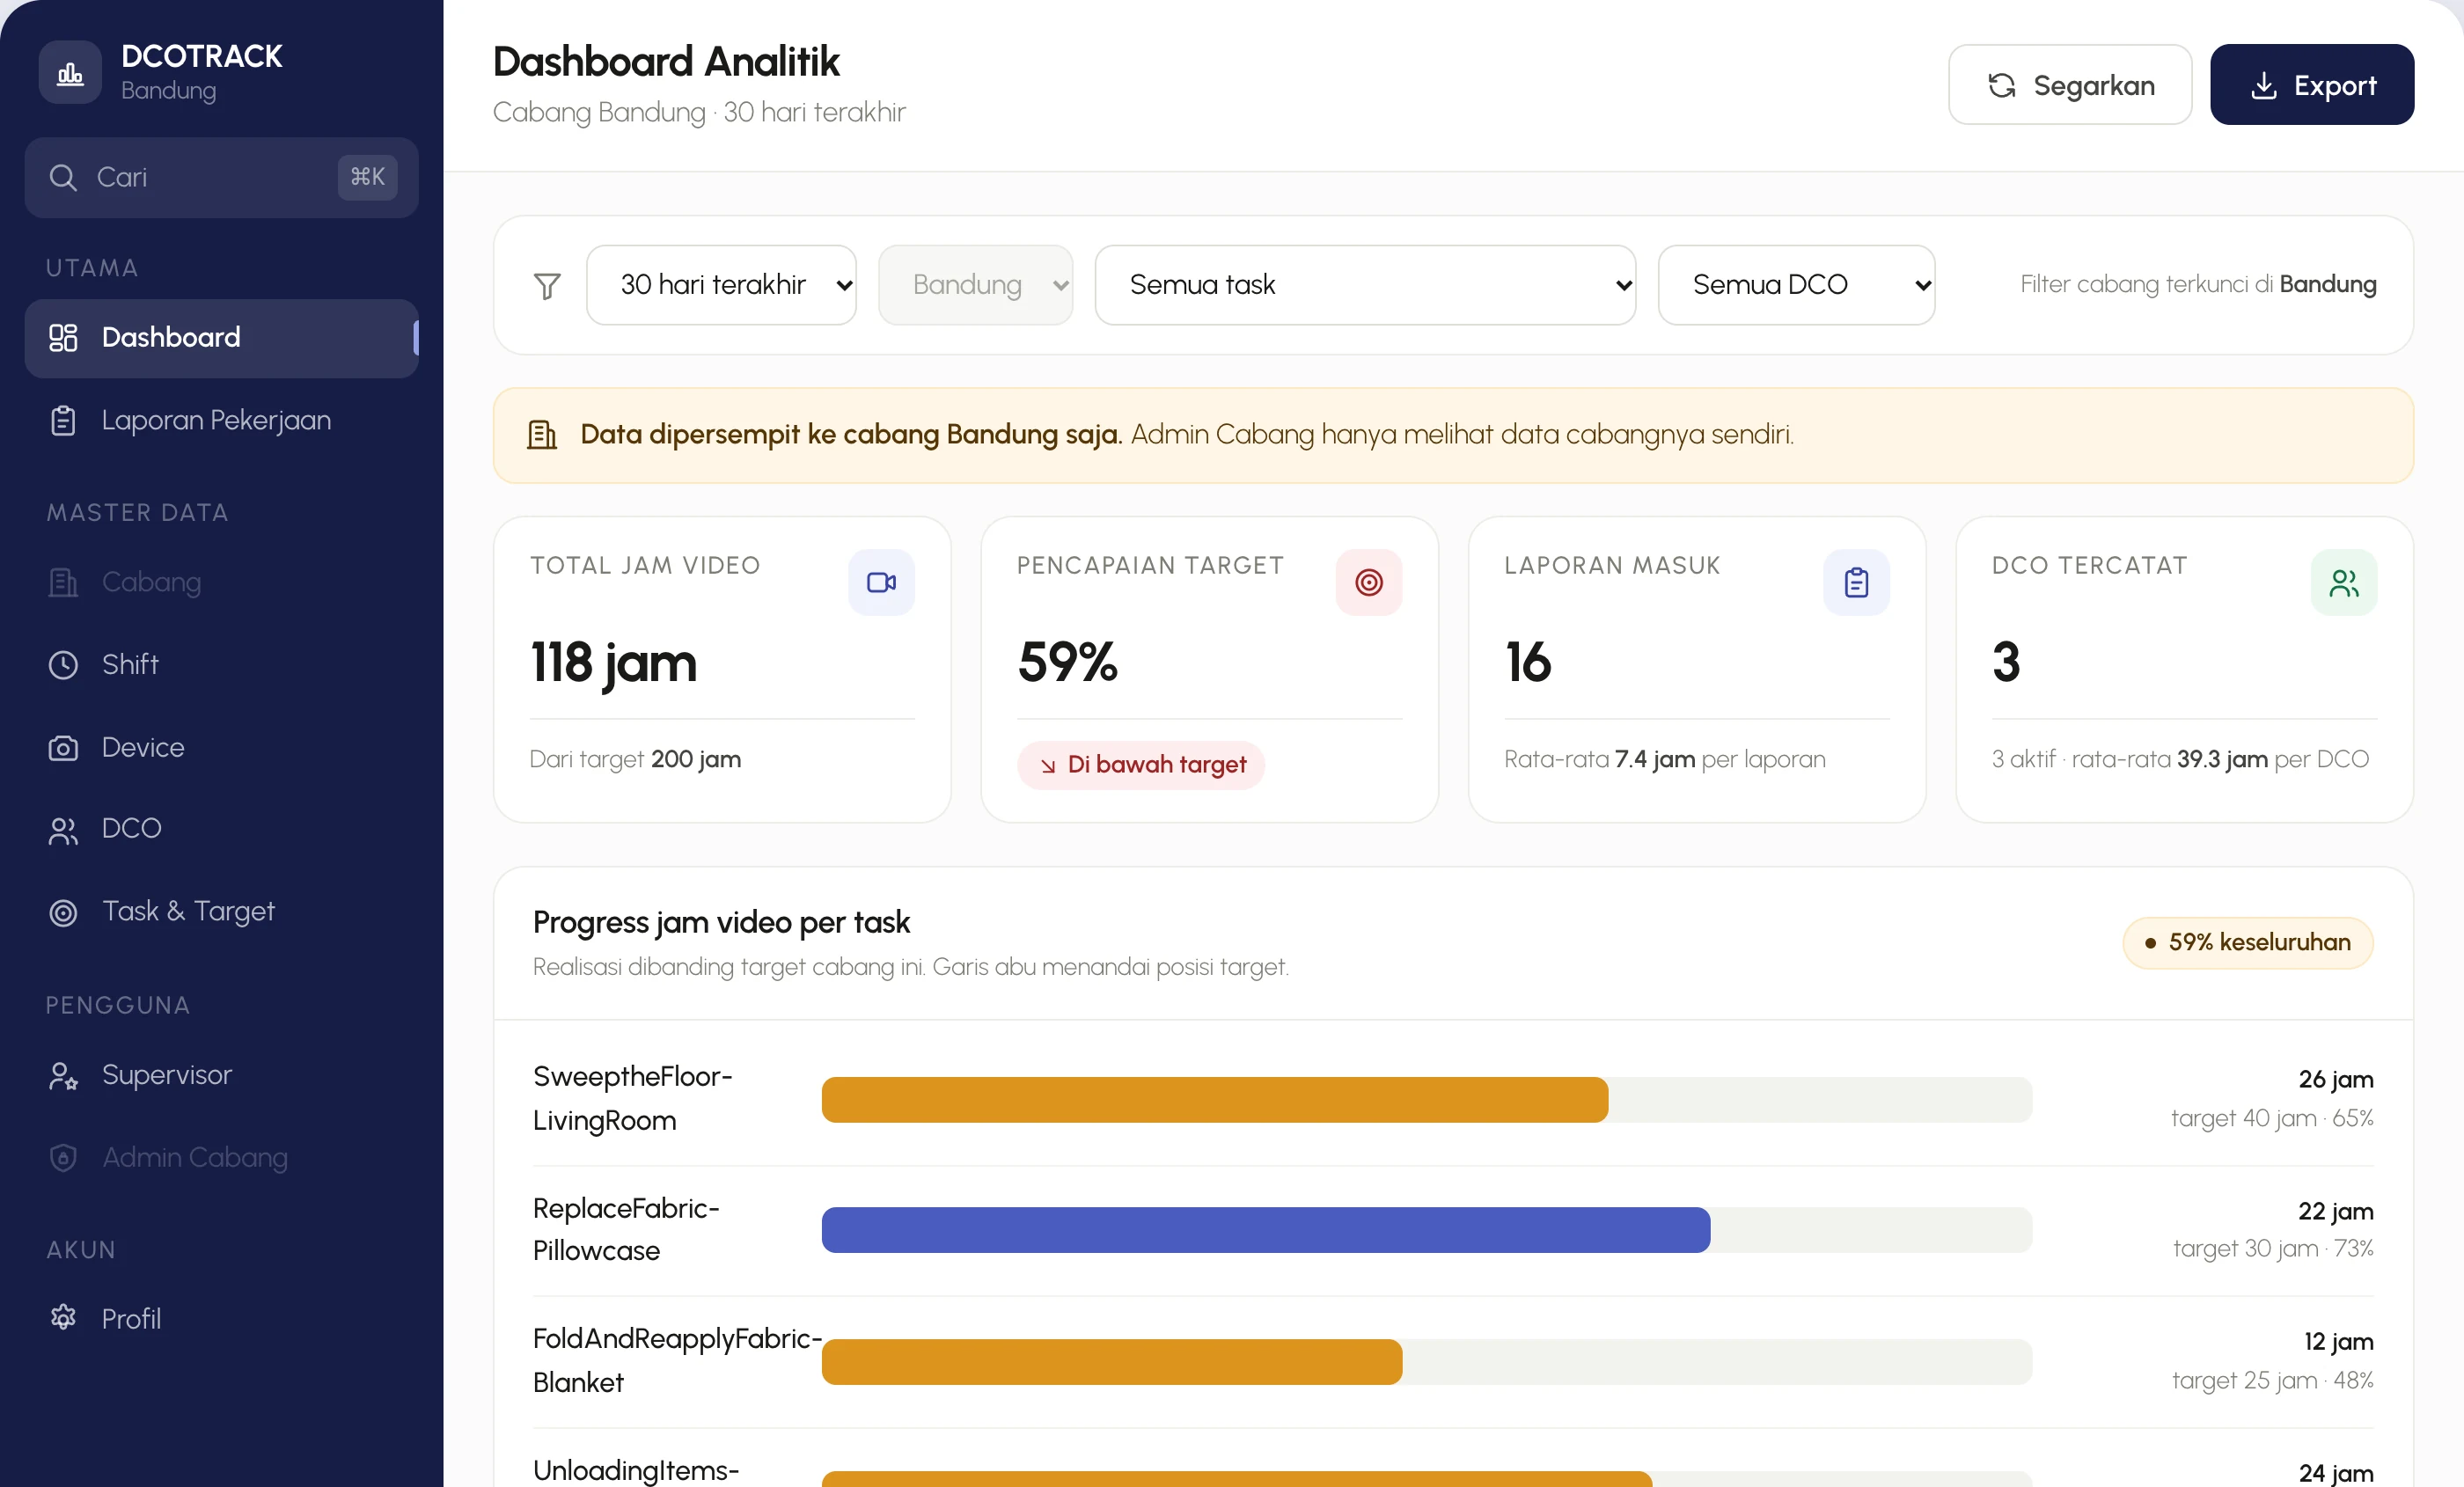 DCOTRACK
Bandung
Cari
⌘K
UTAMA
Dashboard
Laporan Pekerjaan
MASTER DATA
Cabang
Shift
Device
DCO
Task & Target
PENGGUNA
Supervisor
Admin Cabang
AKUN
Profil
Dashboard Analitik
Cabang Bandung · 30 hari terakhir
Segarkan
Export
30 hari terakhir
Bandung
Semua task
Semua DCO
Filter cabang terkunci di Bandung
Data dipersempit ke cabang Bandung saja. Admin Cabang hanya melihat data cabangnya sendiri.
TOTAL JAM VIDEO
118 jam
Dari target 200 jam
PENCAPAIAN TARGET
59%
Di bawah target
LAPORAN MASUK
16
Rata-rata 7.4 jam per laporan
DCO TERCATAT
3
3 aktif · rata-rata 39.3 jam per DCO
Progress jam video per task
Realisasi dibanding target cabang ini. Garis abu menandai posisi target.
59% keseluruhan
SweeptheFloor-
LivingRoom
26 jam
target 40 jam · 65%
ReplaceFabric-
Pillowcase
22 jam
target 30 jam · 73%
FoldAndReapplyFabric-
Blanket
12 jam
target 25 jam · 48%
UnloadingItems-
24 jam